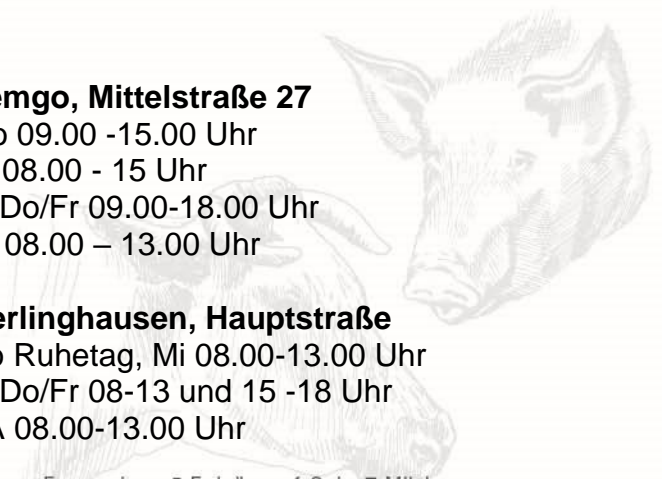 emgo, Mittelstraße 27
o 09.00 -15.00 Uhr
08.00 - 15 Uhr
Do/Fr 09.00-18.00 Uhr
08.00 – 13.00 Uhr
erlinghausen, Hauptstraße
o Ruhetag, Mi 08.00-13.00 Uhr
Do/Fr 08-13 und 15 -18 Uhr
A 08.00-13.00 Uhr